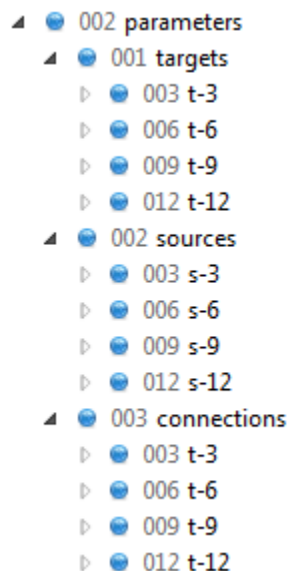 002 parameters
001 targets
003 t-3
006 t-6
009 t-9
012 t-12
002 sources
003 s-3
006 s-6
009 s-9
012 s-12
003 connections
003 t-3
006 t-6
009 t-9
012 t-12